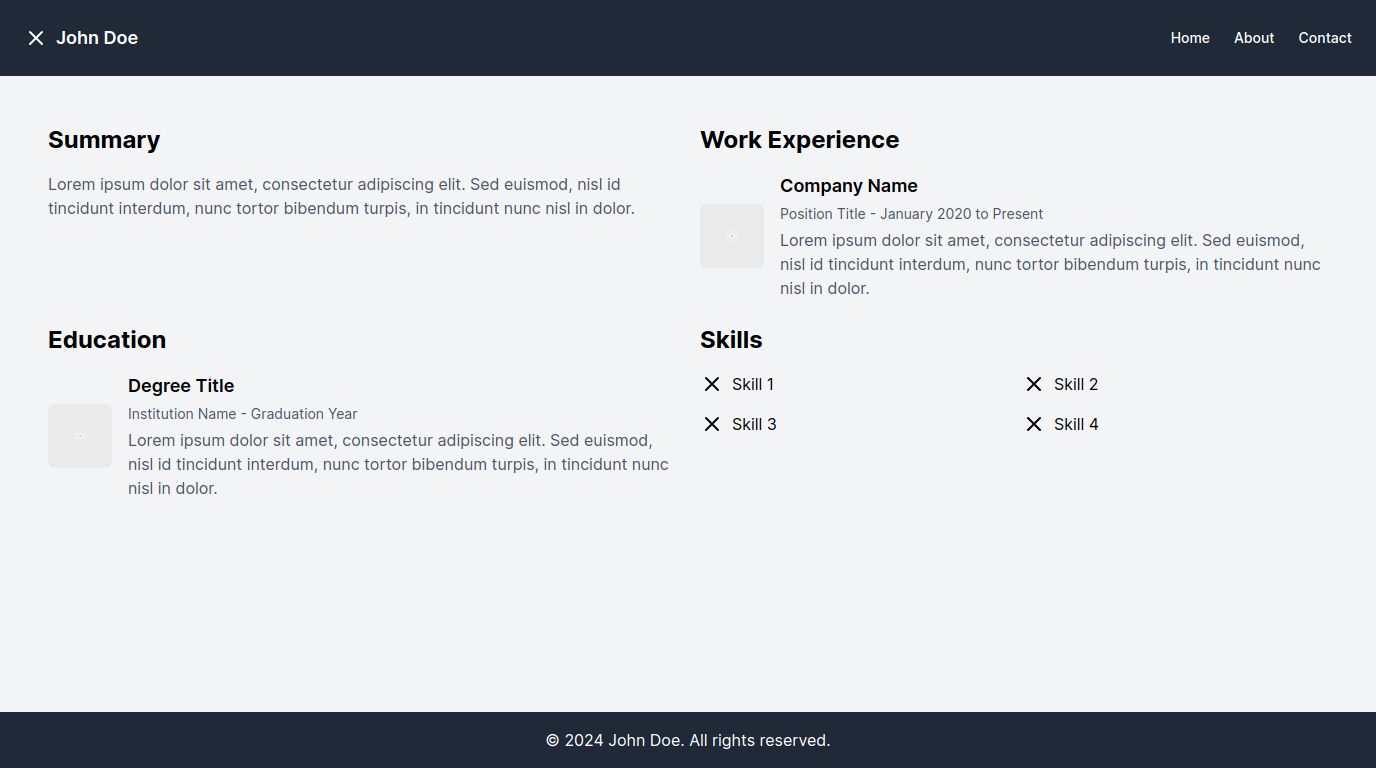 John Doe
Home About Contact
Summary
Lorem ipsum dolor sit amet, consectetur adipiscing elit. Sed euismod, nisl id
tincidunt interdum, nunc tortor bibendum turpis, in tincidunt nunc nisl in dolor.
Work Experience
Company Name
Position Title - January 2020 to Present
Lorem ipsum dolor sit amet, consectetur adipiscing elit. Sed euismod,
nisl id tincidunt interdum, nunc tortor bibendum turpis, in tincidunt nunc
nisl in dolor.
Education
Degree Title
Institution Name - Graduation Year
Lorem ipsum dolor sit amet, consectetur adipiscing elit. Sed euismod,
nisl id tincidunt interdum, nunc tortor bibendum turpis, in tincidunt nunc
nisl in dolor.
Skills
Skill 1
Skill 2
Skill 3
Skill 4
© 2024 John Doe. All rights reserved.